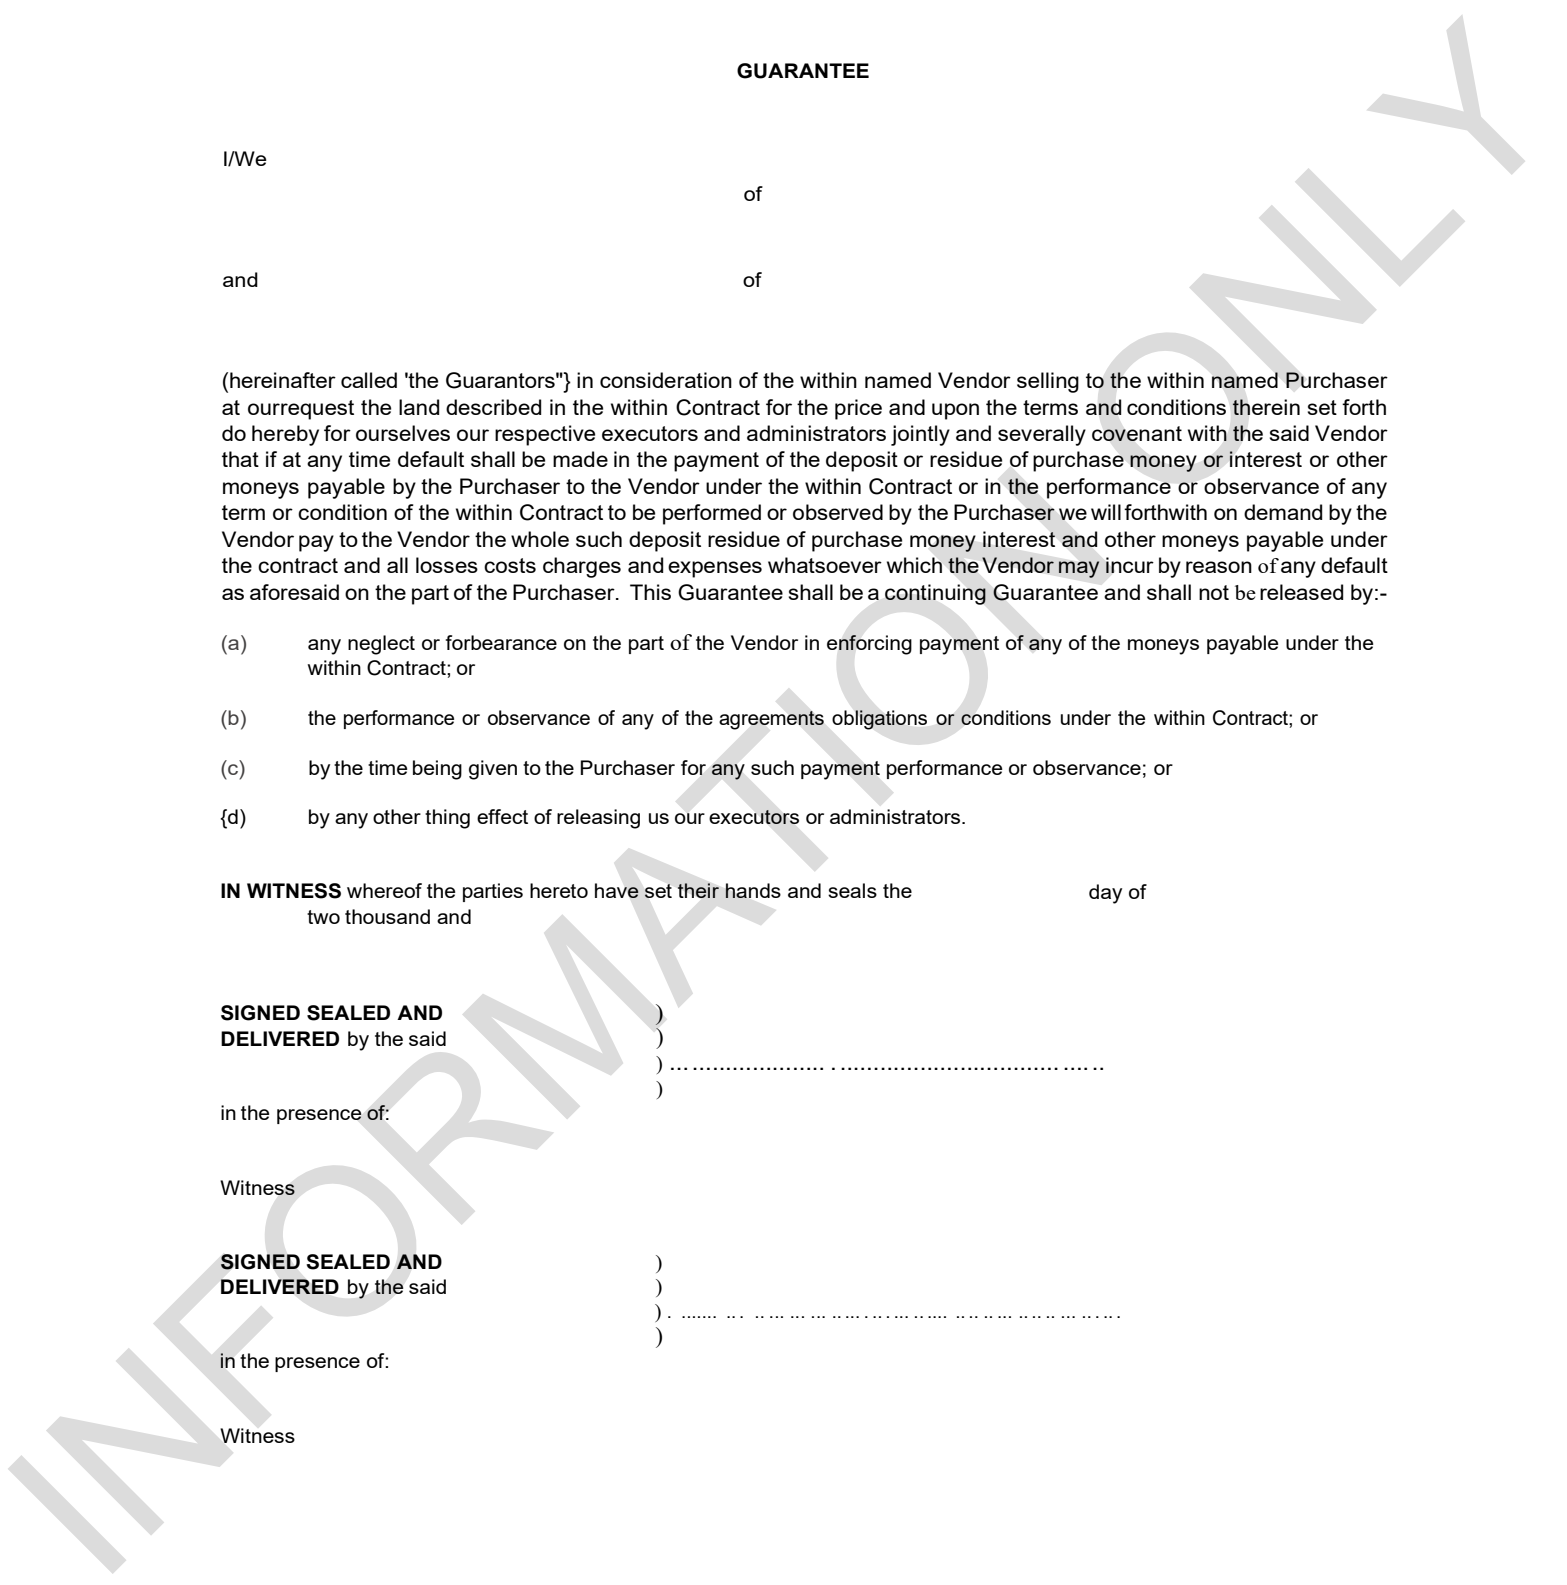 GUARANTEE
I/We
of
and of
(hereinafter called 'the Guarantors"} in consideration of the within named Vendor selling to the within named Purchaser
at ourrequest the land described in the within Contract for the price and upon the terms and conditions therein set forth
do hereby for ourselves our respective executors and administrators jointly and severally covenant with the said Vendor
that if at any time default shall be made in the payment of the deposit or residue of purchase money or interest or other
moneys payable by the Purchaser to the Vendor under the within Contract or in the performance or observance of any
term or condition of the within Contract to be performed or observed by the Purchaser we will forthwith on demand by the
Vendor pay to the Vendor the whole such deposit residue of purchase money interest and other moneys payable under
the contract and all losses costs charges and expenses whatsoever which the Vendor may incur by reason of any default
as aforesaid on the part of the Purchaser. This Guarantee shall be a continuing Guarantee and shall not be released by:-
(a) any neglect or forbearance on the part of the Vendor in enforcing payment of any of the moneys payable under the
within Contract; or
(b) the performance or observance of any of the agreements obligations or conditions under the within Contract; or
(c) by the time being given to the Purchaser for any such payment performance or observance; or
{d) by any other thing effect of releasing us our executors or administrators.
IN WITNESS whereof the parties hereto have set their hands and seals the day of
two thousand and
SIGNED SEALED AND )
DELIVERED by the said )
) ........................ . ....................................... ......
)
in the presence of:
Witness
SIGNED SEALED AND )
DELIVERED by the said )
) . ....... ... .. ... ... ... .. ... . .. . ... .. .... .. .. .. ... .. .. .. ... .. . .. .
)
in the presence of:
Witness
INFORMATION ONLY